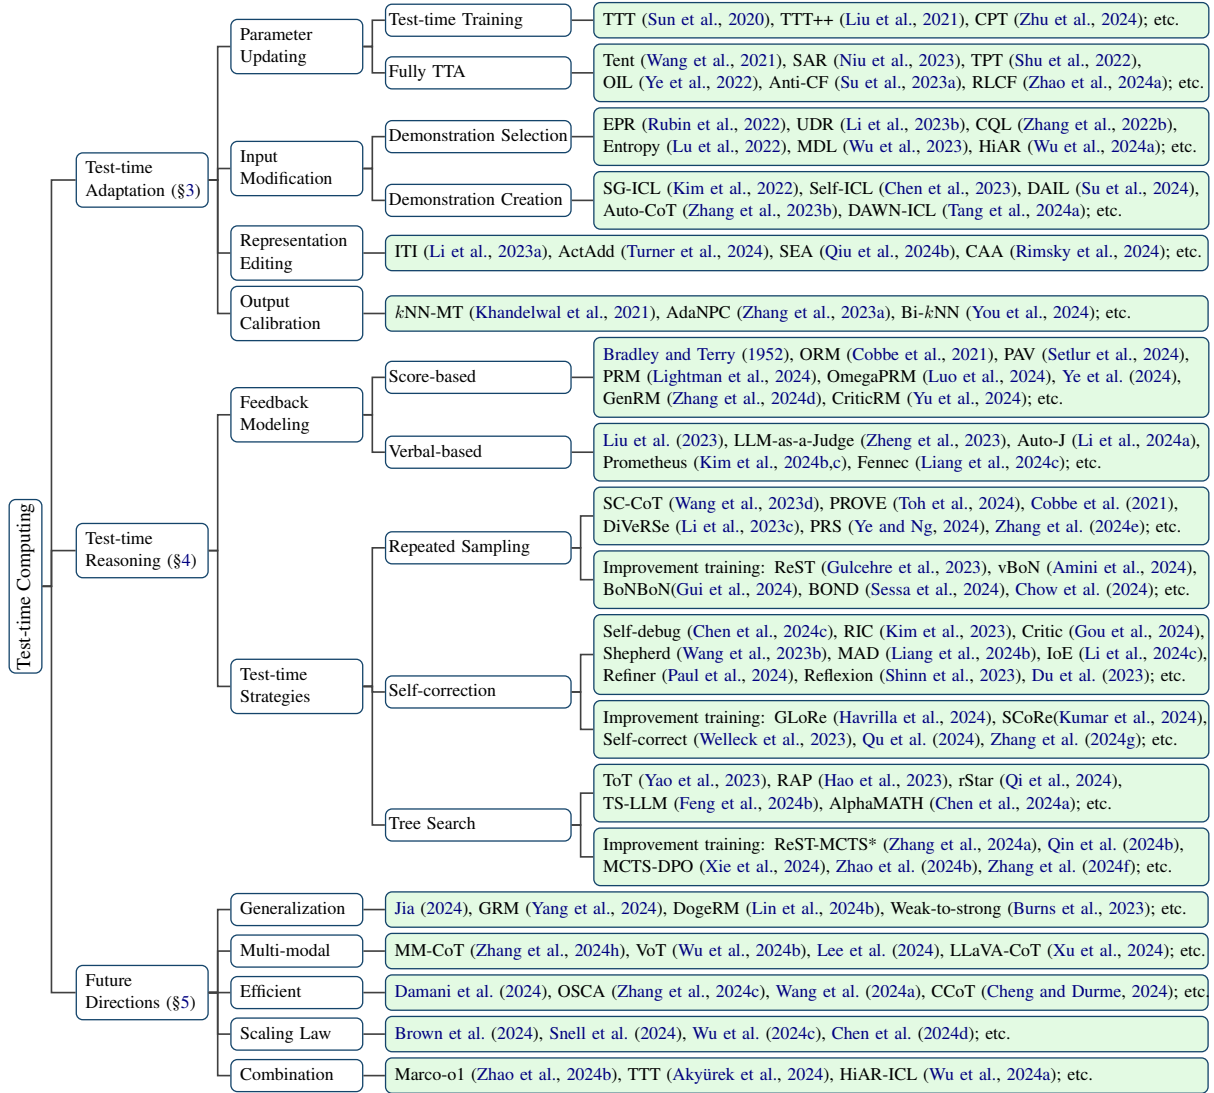 Test-time Computing
Test-time
Adaptation (§3)
Parameter
Updating
Test-time Training
TTT (Sun et al., 2020), TTT++ (Liu et al., 2021), CPT (Zhu et al., 2024); etc.
Fully TTA
Tent (Wang et al., 2021), SAR (Niu et al., 2023), TPT (Shu et al., 2022),
OIL (Ye et al., 2022), Anti-CF (Su et al., 2023a), RLCF (Zhao et al., 2024a); etc.
Input
Modification
Demonstration Selection
EPR (Rubin et al., 2022), UDR (Li et al., 2023b), CQL (Zhang et al., 2022b),
Entropy (Lu et al., 2022), MDL (Wu et al., 2023), HiAR (Wu et al., 2024a); etc.
Demonstration Creation
SG-ICL (Kim et al., 2022), Self-ICL (Chen et al., 2023), DAIL (Su et al., 2024),
Auto-CoT (Zhang et al., 2023b), DAWN-ICL (Tang et al., 2024a); etc.
Representation
Editing
ITI (Li et al., 2023a), ActAdd (Turner et al., 2024), SEA (Qiu et al., 2024b), CAA (Rimsky et al., 2024); etc.
Output
Calibration
kNN-MT (Khandelwal et al., 2021), AdaNPC (Zhang et al., 2023a), Bi-kNN (You et al., 2024); etc.
Test-time
Reasoning (§4)
Feedback
Modeling
Score-based
Bradley and Terry (1952), ORM (Cobbe et al., 2021), PAV (Setlur et al., 2024),
PRM (Lightman et al., 2024), OmegaPRM (Luo et al., 2024), Ye et al. (2024),
GenRM (Zhang et al., 2024d), CriticRM (Yu et al., 2024); etc.
Verbal-based
Liu et al. (2023), LLM-as-a-Judge (Zheng et al., 2023), Auto-J (Li et al., 2024a),
Prometheus (Kim et al., 2024b,c), Fennec (Liang et al., 2024c); etc.
Test-time
Strategies
Repeated Sampling
SC-CoT (Wang et al., 2023d), PROVE (Toh et al., 2024), Cobbe et al. (2021),
DiVeRSe (Li et al., 2023c), PRS (Ye and Ng, 2024), Zhang et al. (2024e); etc.
Improvement training: ReST (Gulcehre et al., 2023), vBoN (Amini et al., 2024),
BoNBoN(Gui et al., 2024), BOND (Sessa et al., 2024), Chow et al. (2024); etc.
Self-correction
Self-debug (Chen et al., 2024c), RIC (Kim et al., 2023), Critic (Gou et al., 2024),
Shepherd (Wang et al., 2023b), MAD (Liang et al., 2024b), IoE (Li et al., 2024c),
Refiner (Paul et al., 2024), Reflexion (Shinn et al., 2023), Du et al. (2023); etc.
Improvement training: GLoRe (Havrilla et al., 2024), SCoRe(Kumar et al., 2024),
Self-correct (Welleck et al., 2023), Qu et al. (2024), Zhang et al. (2024g); etc.
Tree Search
ToT (Yao et al., 2023), RAP (Hao et al., 2023), rStar (Qi et al., 2024),
TS-LLM (Feng et al., 2024b), AlphaMATH (Chen et al., 2024a); etc.
Improvement training: ReST-MCTS* (Zhang et al., 2024a), Qin et al. (2024b),
MCTS-DPO (Xie et al., 2024), Zhao et al. (2024b), Zhang et al. (2024f); etc.
Future
Directions (§5)
Generalization
Jia (2024), GRM (Yang et al., 2024), DogeRM (Lin et al., 2024b), Weak-to-strong (Burns et al., 2023); etc.
Multi-modal
MM-CoT (Zhang et al., 2024h), VoT (Wu et al., 2024b), Lee et al. (2024), LLaVA-CoT (Xu et al., 2024); etc.
Efficient
Damani et al. (2024), OSCA (Zhang et al., 2024c), Wang et al. (2024a), CCoT (Cheng and Durme, 2024); etc.
Scaling Law
Brown et al. (2024), Snell et al. (2024), Wu et al. (2024c), Chen et al. (2024d); etc.
Combination
Marco-o1 (Zhao et al., 2024b), TTT (Akyürek et al., 2024), HiAR-ICL (Wu et al., 2024a); etc.